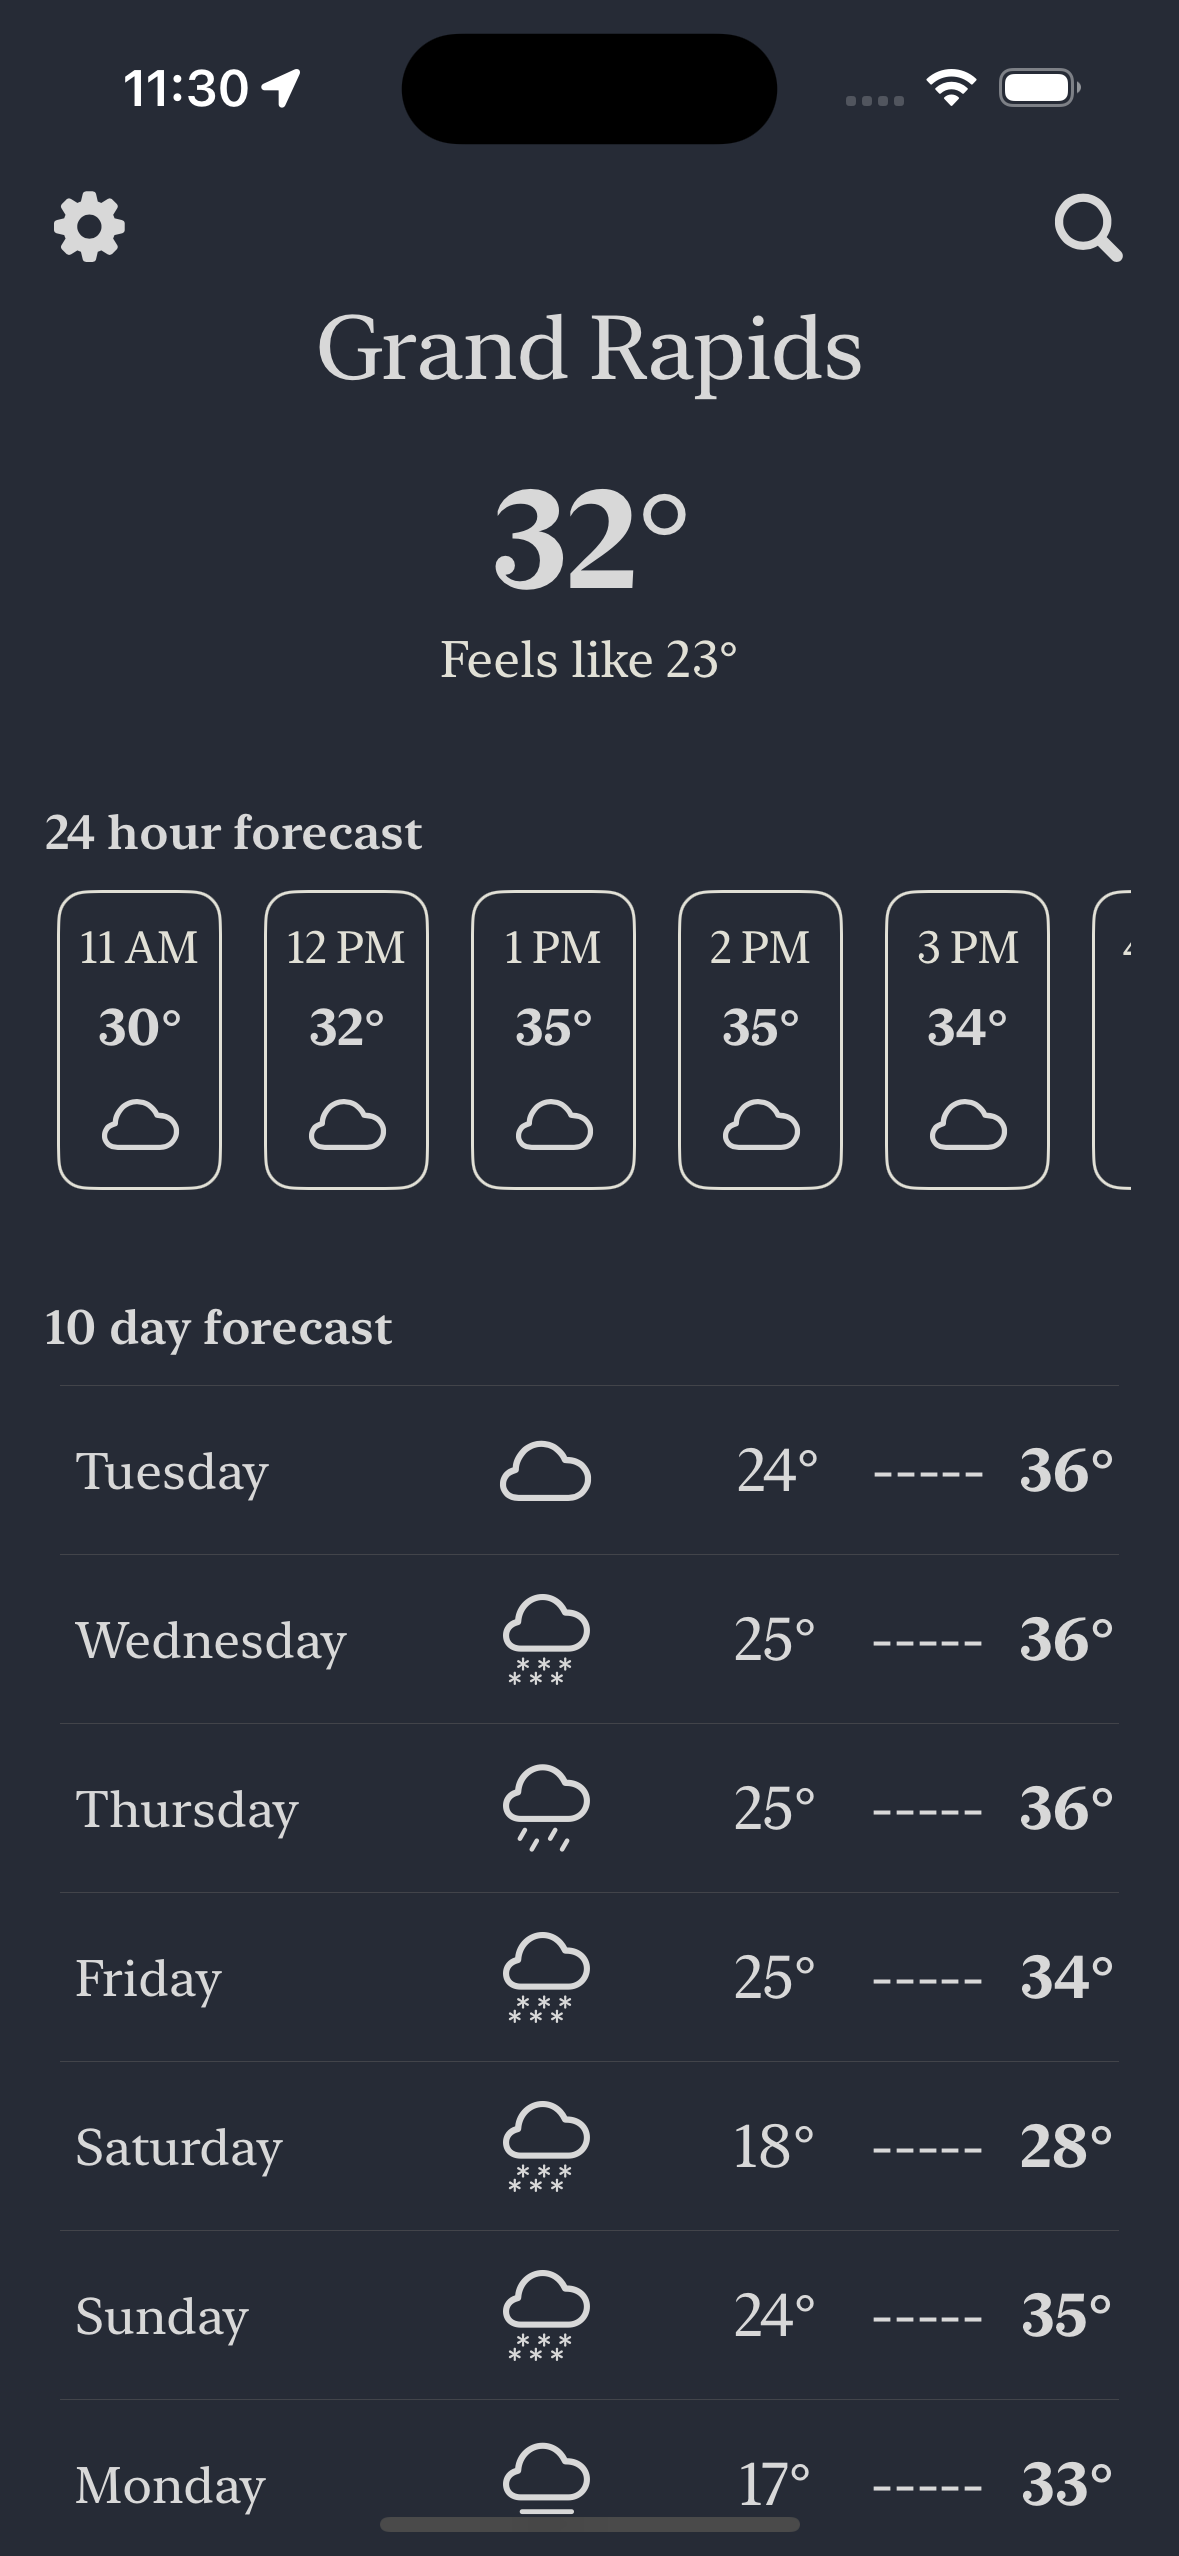 11:30
Grand Rapids
32°
Feels like 23°
24 hour forecast
11 AM 12 PM 1 PM 2 PM 3 PM
30° 32° 35° 35° 34°
10 day forecast
Tuesday 24° ----- 36°
Wednesday 25° ----- 36°
Thursday 25° ----- 36°
Friday 25° ----- 34°
Saturday 18° ----- 28°
Sunday 24° ----- 35°
Monday 17° ----- 33°